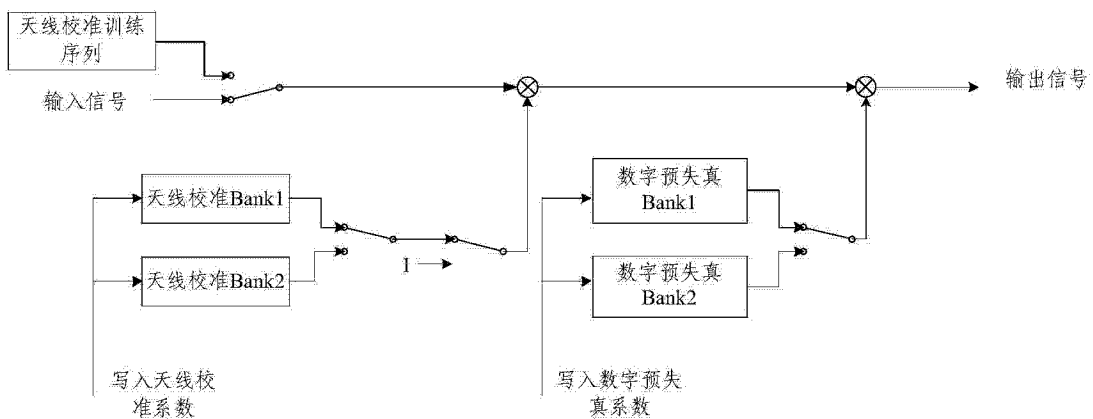 天线校准训练
序列
输入信号
输出信号
天线校准Bank1
数字预失真
Bank1
I
天线校准Bank2
数字预失真
Bank2
写入天线校
准系数
写入数字预失
真系数